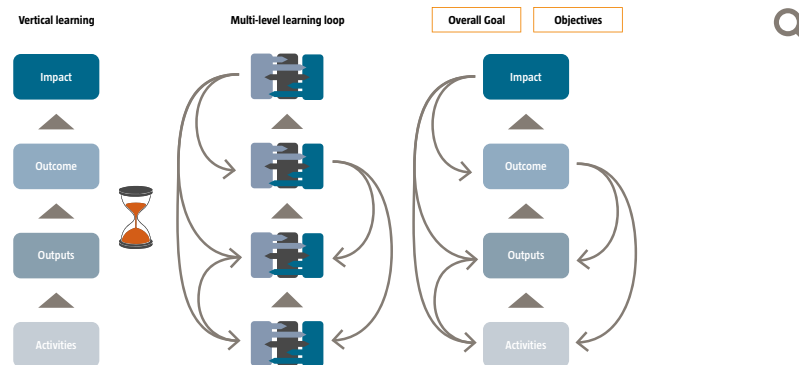 Vertical learning
Multi-level learning loop
Overall Goal
Objectives
Impact
Outcome
Outputs
Activities
Impact
Outcome
Outputs
Activities